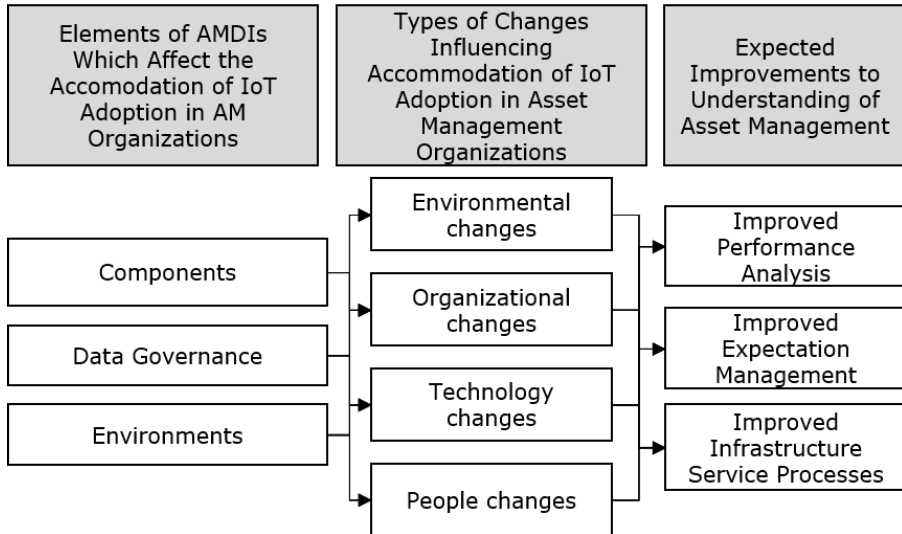 Elements of AMDIs
Which Affect the
Accomodation of IoT
Adoption in AM
Organizations
Types of Changes
Influencing
Accommodation of IoT
Adoption in Asset
Management
Organizations
Expected
Improvements to
Understanding of
Asset Management
Components
Data Governance
Environments
Environmental
changes
Organizational
changes
Technology
changes
People changes
Improved
Performance
Analysis
Improved
Expectation
Management
Improved
Infrastructure
Service Processes